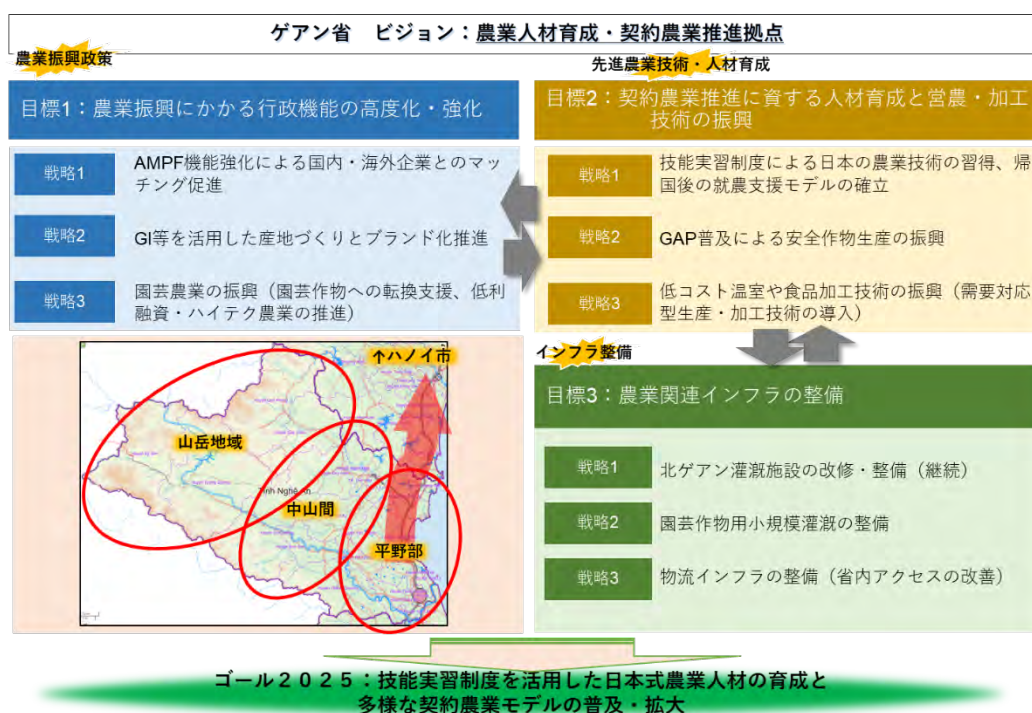 ゲアン省　ビジョン：農業人材育成・契約農業推進拠点
農業振興政策
目標1：農業振興にかかる行政機能の高度化・強化
戦略1
AMPF機能強化による国内・海外企業とのマッ
チング促進
戦略2
GI等を活用した産地づくりとブランド化推進
戦略3
園芸農業の振興（園芸作物への転換支援、低利
融資・ハイテク農業の推進）
先進農業技術・人材育成
目標2：契約農業推進に資する人材育成と営農・加工
技術の振興
戦略1
技能実習制度による日本の農業技術の習得、帰
国後の就農支援モデルの確立
戦略2
GAP普及による安全作物生産の振興
戦略3
低コスト温室や食品加工技術の振興（需要対応
型生産・加工技術の導入）
↑ハノイ市
山岳地域
中山間
平野部
インフラ整備
目標3：農業関連インフラの整備
戦略1
北ゲアン灌漑施設の改修・整備（継続）
戦略2
園芸作物用小規模灌漑の整備
戦略3
物流インフラの整備（省内アクセスの改善）
ゴール２０２５：技能実習制度を活用した日本式農業人材の育成と
多様な契約農業モデルの普及・拡大